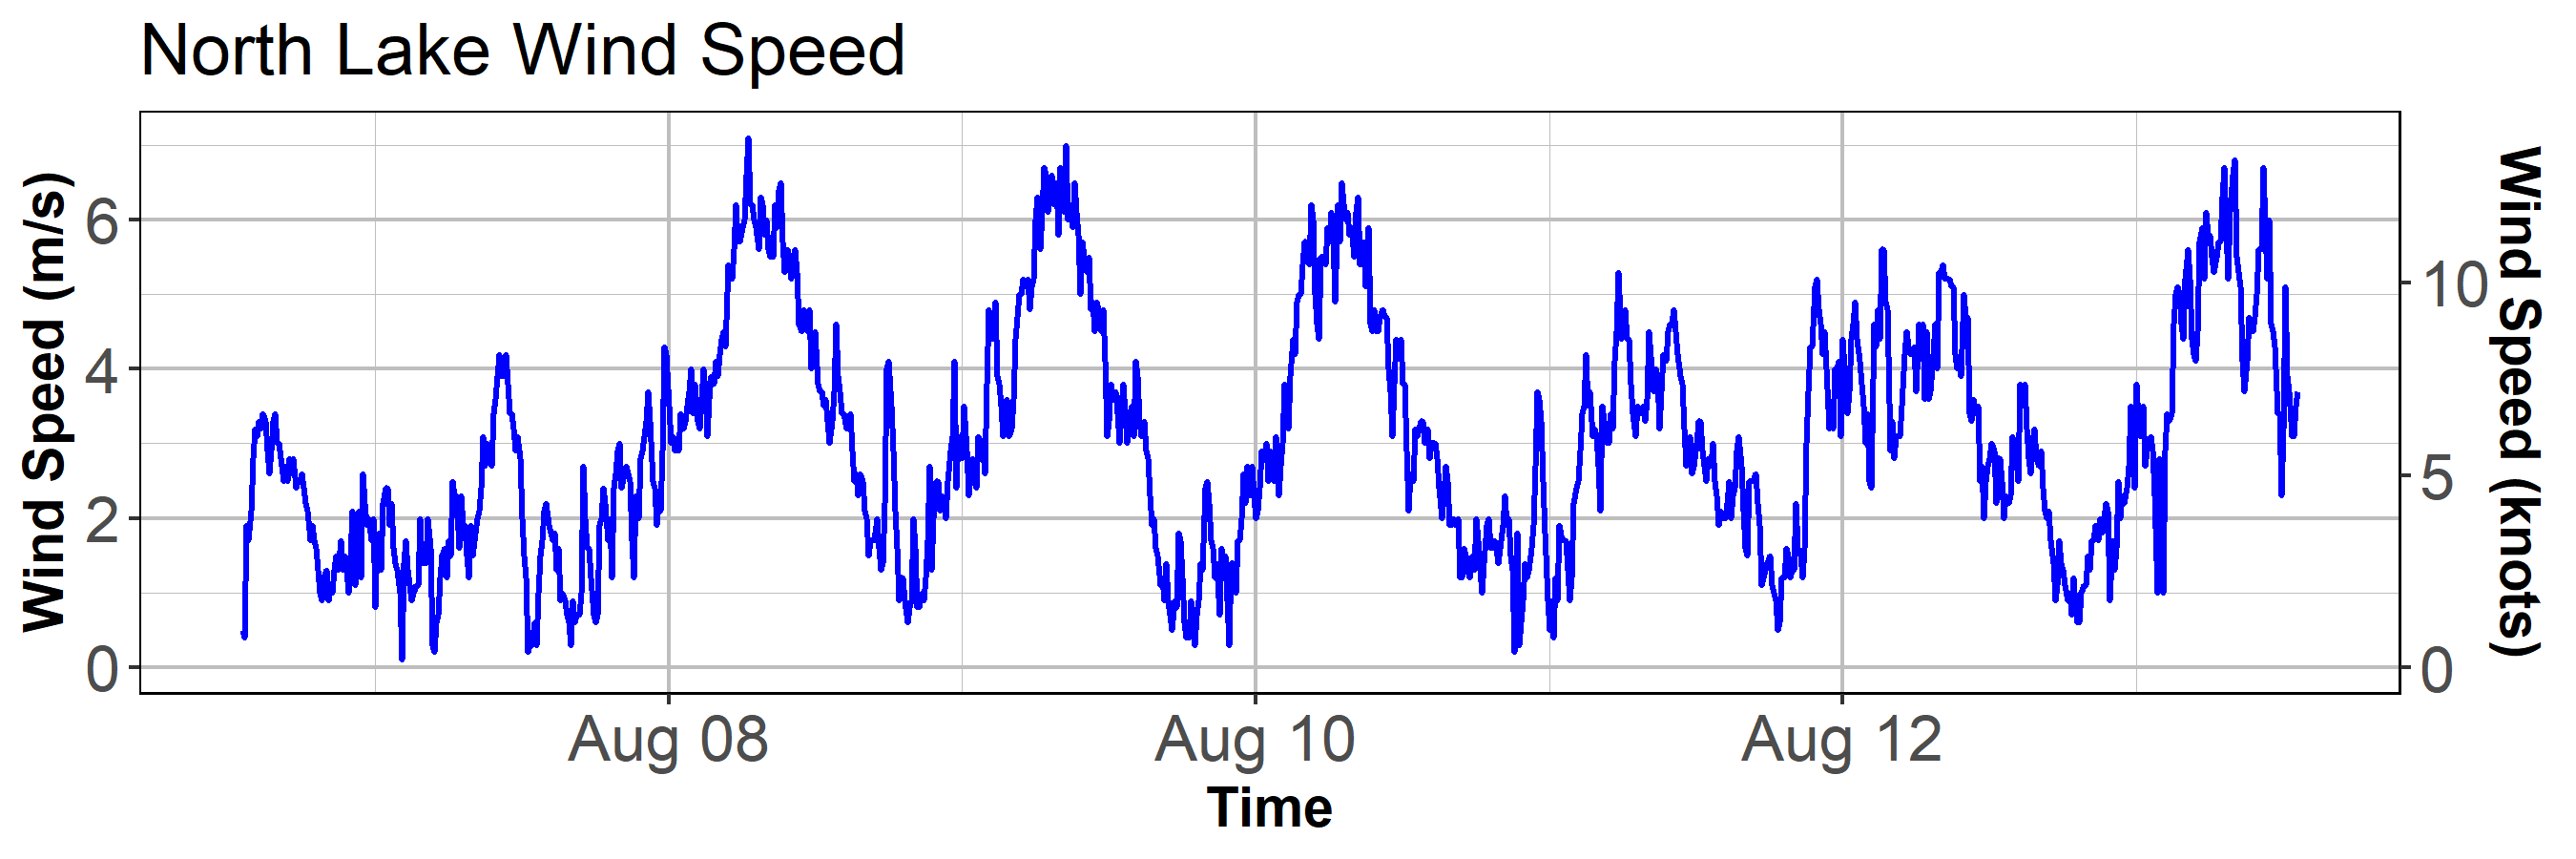 North Lake Wind Speed
Wind Speed (m/s)
6
4
2
0
Wind Speed (knots)
10
5
0
Aug 08
Aug 10
Aug 12
Time